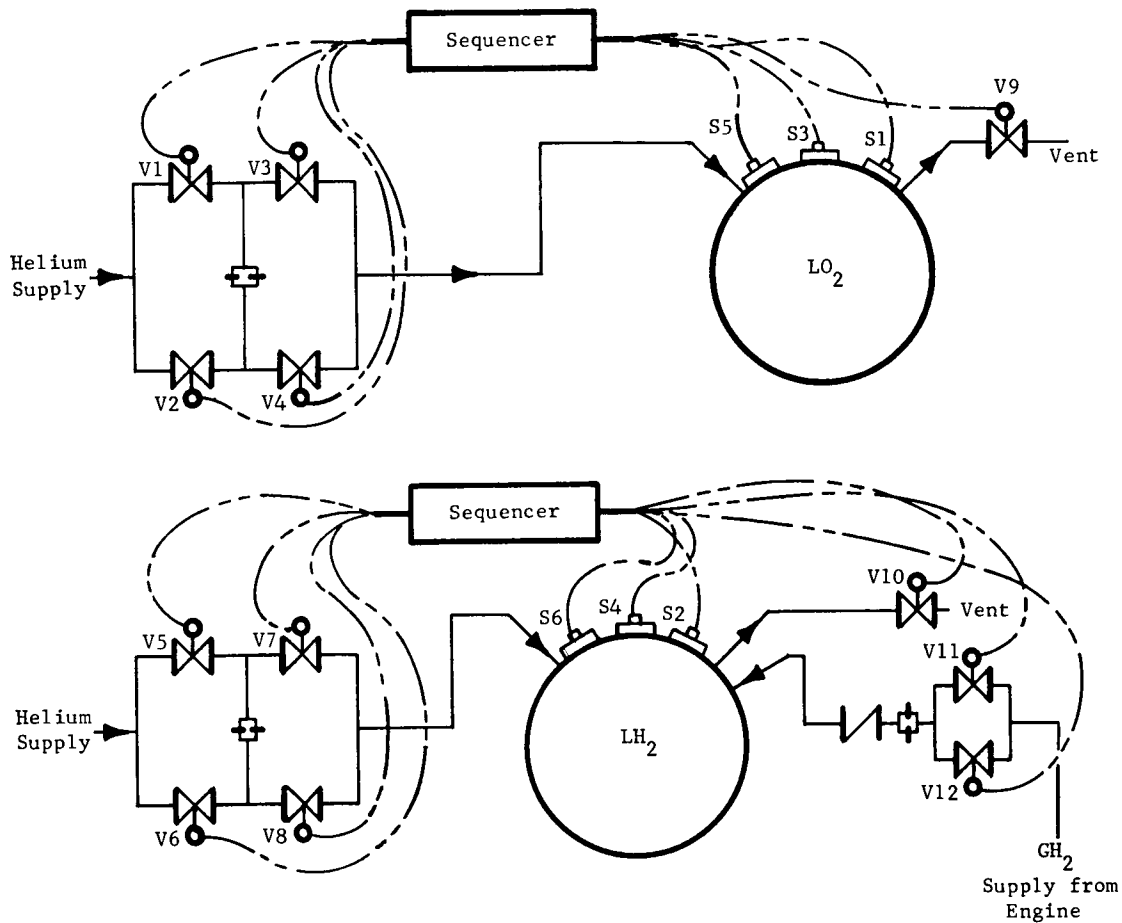 Sequencer
V9
S5
S3
S1
V1
V3
Vent
Helium
Supply
LO2
V2
V4
Sequencer
V10
S6
S4
S2
Vent
V5
V7
V11
Helium
Supply
LH2
V12
V6
V8
GH2
Supply from
Engine